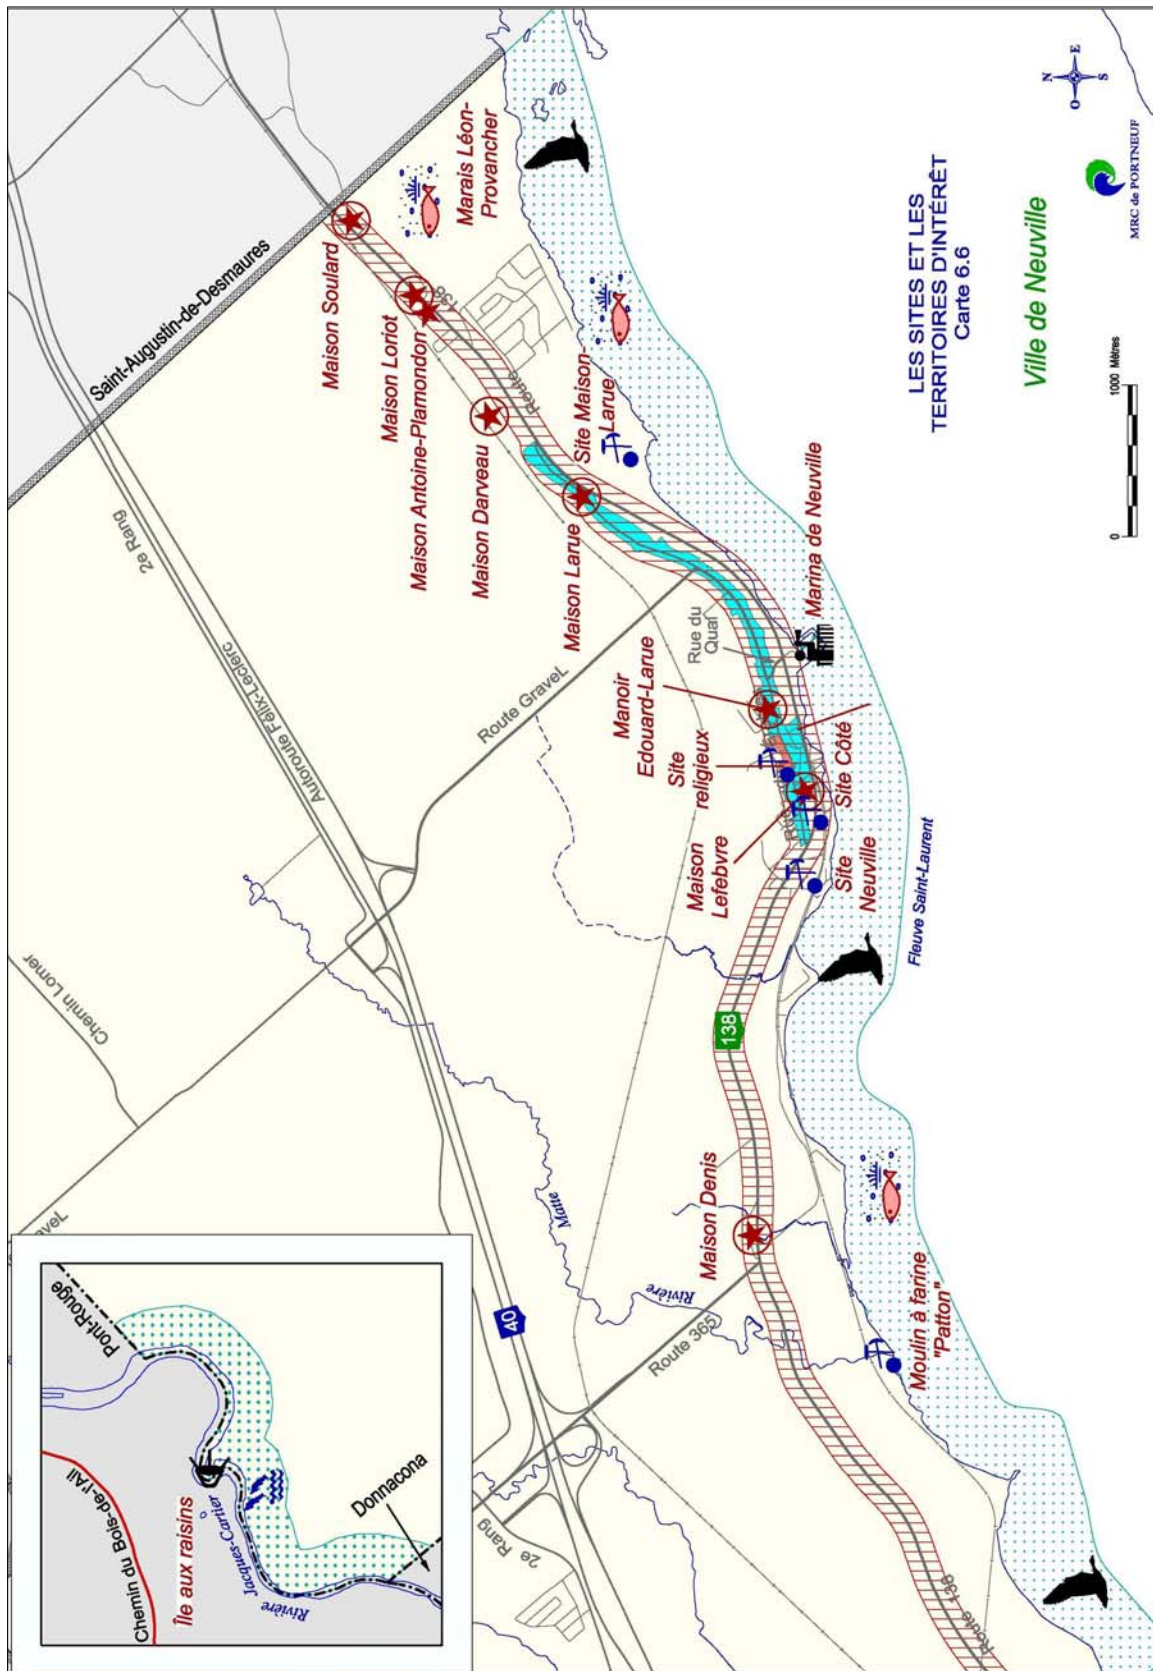 LES SITES ET LES
TERRITOIRES D'INTÉRÊT
Carte 6.6
Ville de Neuville
MRC de PORTNEUF
N
E
S
O
0
1000 Mètres
Pont-Rouge
Chemin du Bois-de-l'Ail
Île aux raisins
Rivière
Jacques-Cartier
Donnacona
Saint-Augustin-de-Desmaures
2e Rang
Autoroute Félix-Leclerc
Route Gravel
Chemin Lomer
Maison Soulard
Marais Léon-
Provancher
Maison Loriot
Maison Antoine-Plamondon
Maison Darveau
Route
138
Maison Larue
Site Maison
Larue
Rue du
Quai
Marina de Neuville
Manoir
Edouard-Larue
Site
religieux
Maison
Lefebvre
Site Côté
Site
Neuville
Fleuve Saint-Laurent
138
Maison Denis
Rivière
Matte
40
Route 365
2e Rang
Moulin à farine
"Patton"
Route 138